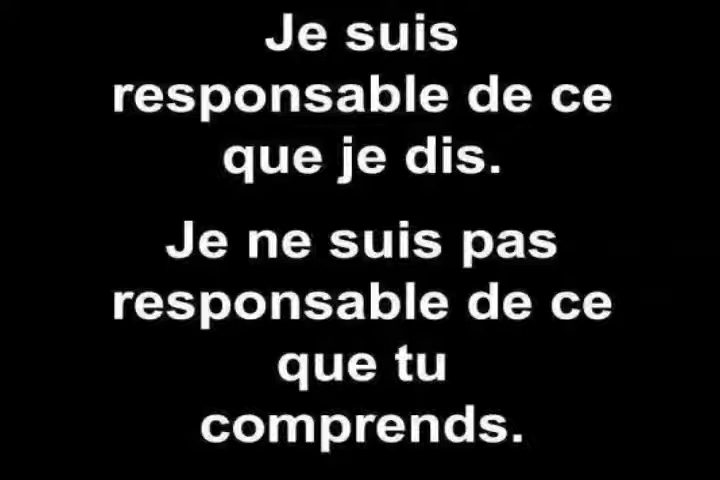 Je suis
responsable de ce
que je dis.
Je ne suis pas
responsable de ce
que tu
comprends.